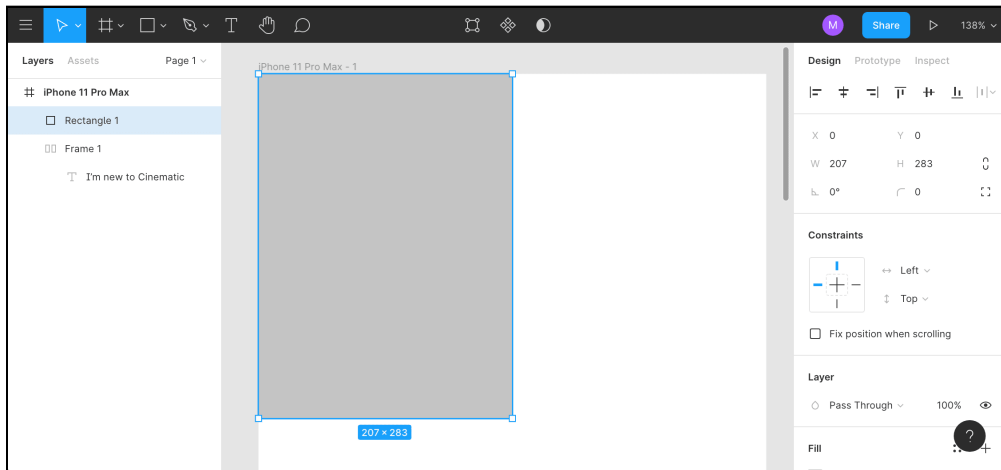 M
Share
138%
Layers Assets Page 1
iPhone 11 Pro Max - 1
Design Prototype Inspect
iPhone 11 Pro Max
Rectangle 1
Frame 1
T I'm new to Cinematic
X 0 Y 0
W 207 H 283
0° 0
Constraints
Left
Top
Fix position when scrolling
Layer
Pass Through 100%
207 × 283
Fill
?